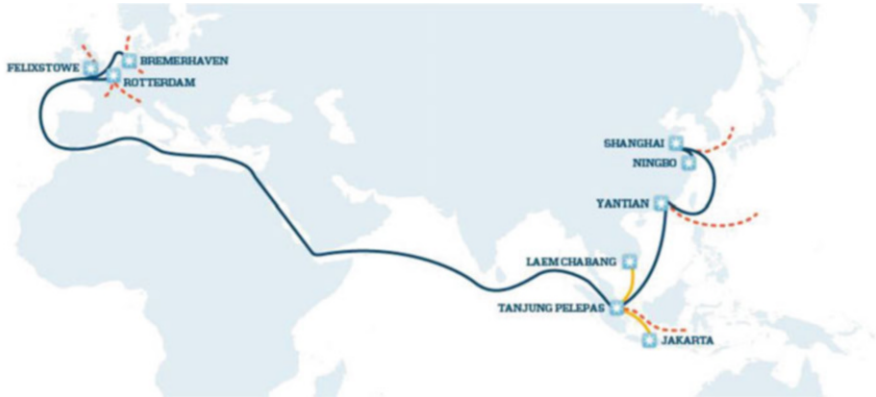 FELIXSTOWE
BREMERHAVEN
ROTTERDAM
SHANGHAI
NINGBO
YANTIAN
LAEM CHABANG
TANJUNG PELEPAS
JAKARTA